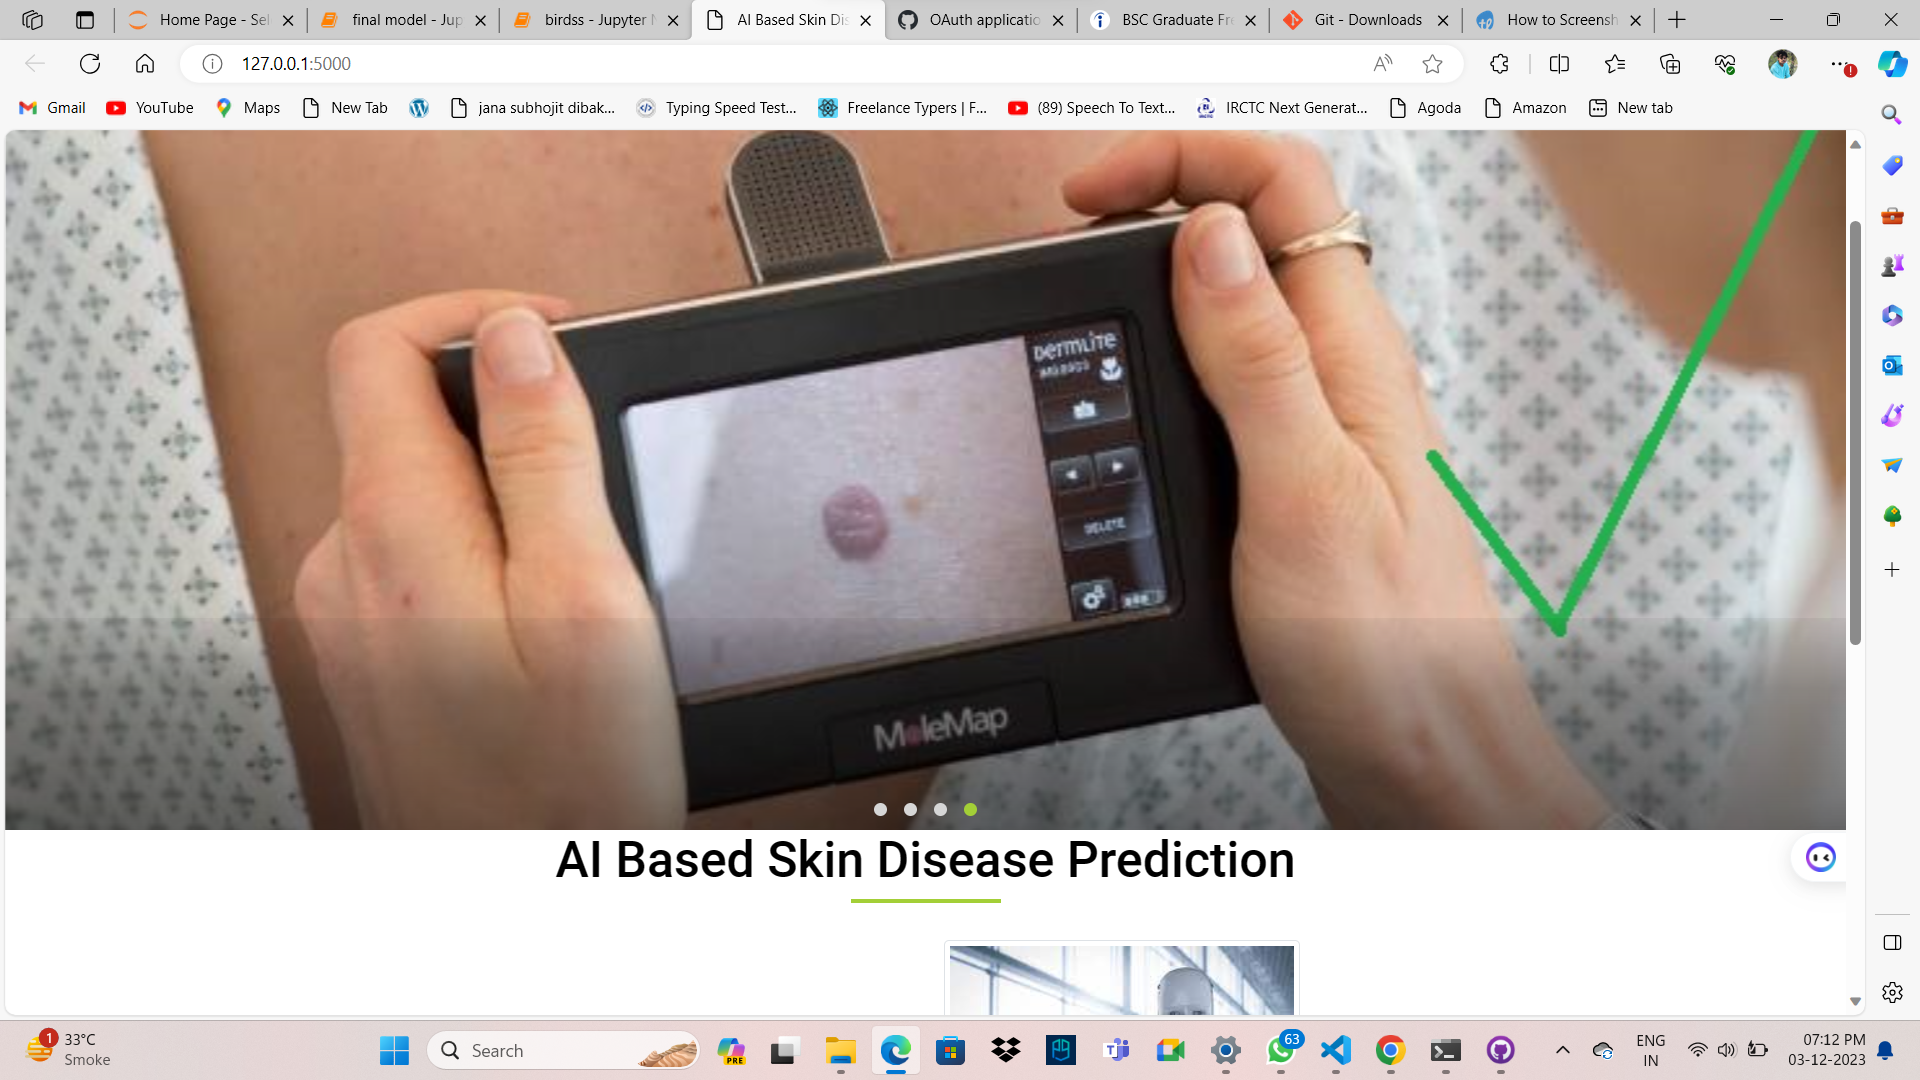 Home Page - Sel
final model - Jup
birdss - Jupyter N
AI Based Skin Dis
OAuth applicatio
BSC Graduate Fre
Git - Downloads
How to Screensh
127.0.0.1:5000
Gmail
YouTube
Maps
New Tab
jana subhojit dibak...
Typing Speed Test...
Freelance Typers | F...
(89) Speech To Text...
IRCTC Next Generat...
Agoda
Amazon
New tab
DermLite
DELETE
MoleMap
AI Based Skin Disease Prediction
1
33°C
Smoke
Search
PRE
63
ENG
IN
07:12 PM
03-12-2023